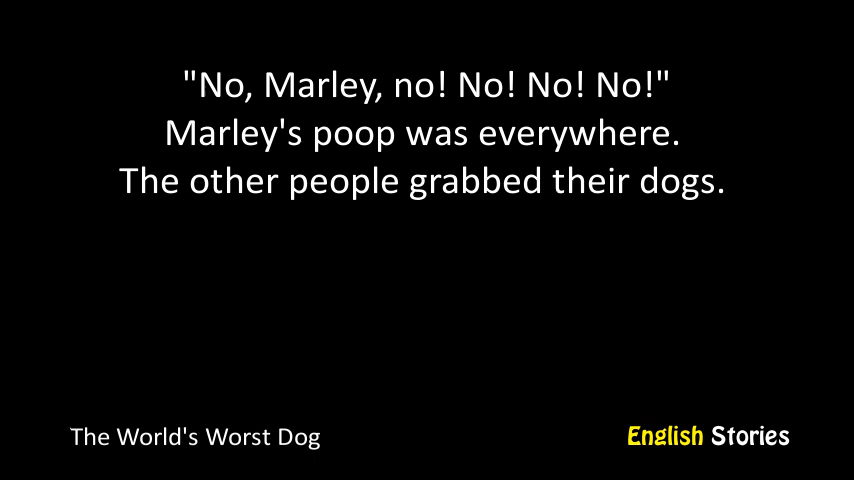 "No, Marley, no! No! No! No!"
Marley's poop was everywhere.
The other people grabbed their dogs.
The World's Worst Dog
English Stories